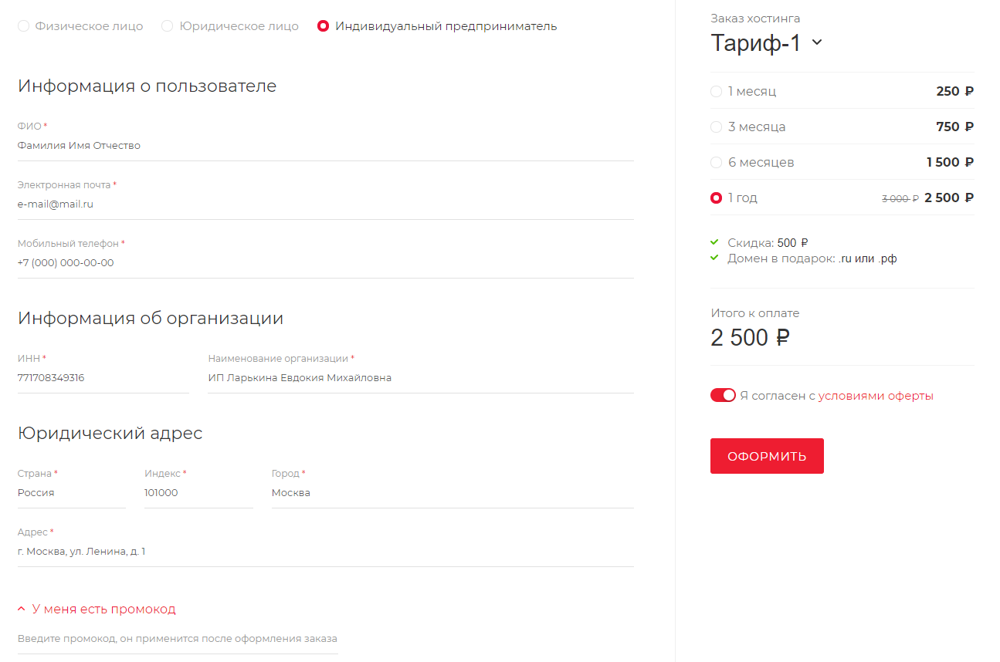 Физическое лицо Юридическое лицо Индивидуальный предприниматель
Информация о пользователе
ФИО *
Фамилия Имя Отчество
Электронная почта *
e-mail@mail.ru
Мобильный телефон *
+7 (000) 000-00-00
Информация об организации
ИНН * Наименование организации *
771708349316 ИП Ларькина Евдокия Михайловна
Юридический адрес
Страна * Индекс * Город *
Россия 101000 Москва
Адрес *
г. Москва, ул. Ленина, д. 1
У меня есть промокод
Введите промокод, он применится после оформления заказа
Заказ хостинга
Тариф-1
1 месяц 250 ₽
3 месяца 750 ₽
6 месяцев 1 500 ₽
1 год 3 000 ₽ 2 500 ₽
Скидка: 500 ₽
Домен в подарок: .ru или .рф
Итого к оплате
2 500 ₽
Я согласен с условиями оферты
ОФОРМИТЬ